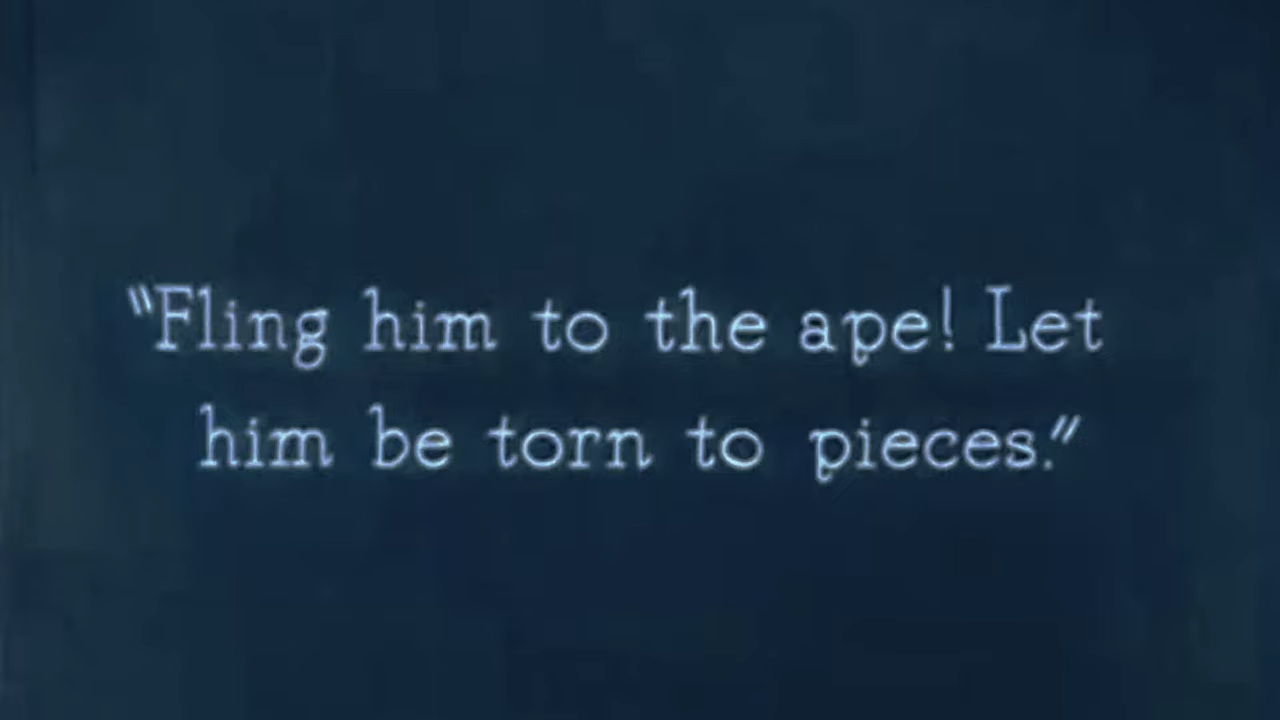 "Fling him to the ape! Let
him be torn to pieces."